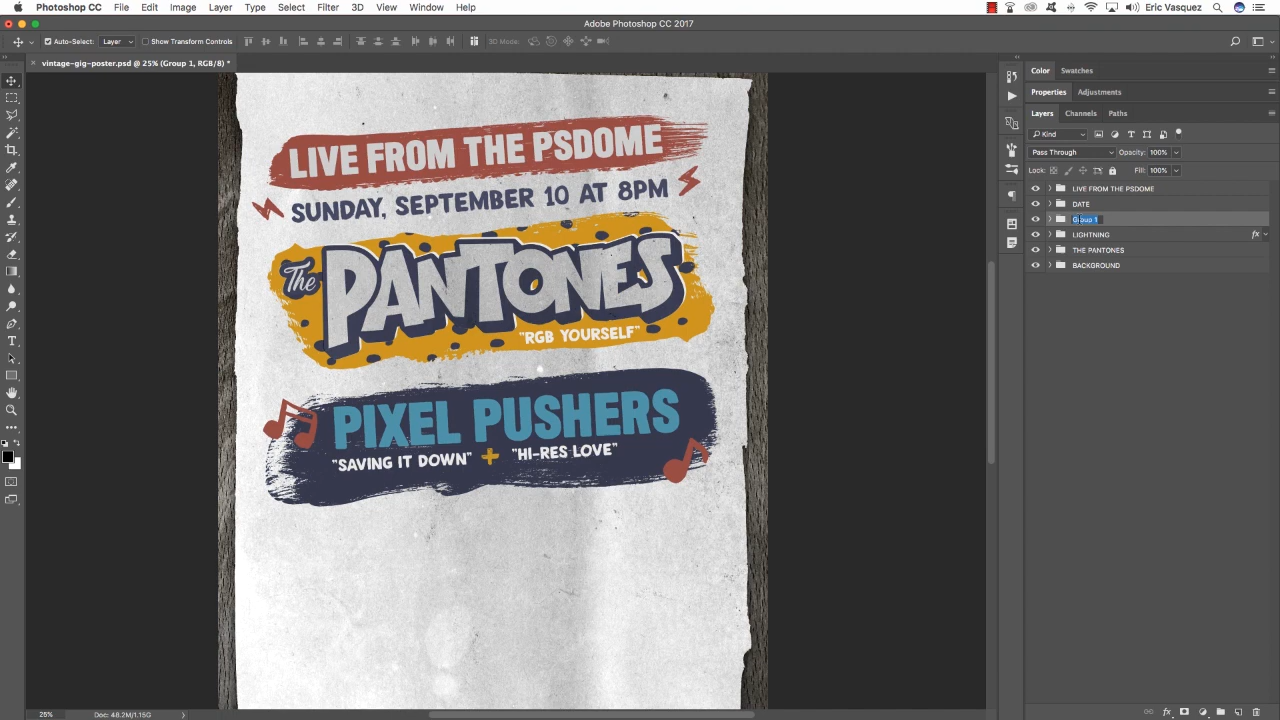 Photoshop CC File Edit Image Layer Type Select Filter 3D View Window Help Eric Vasquez
Adobe Photoshop CC 2017
Auto-Select: Layer Show Transform Controls 3D Mode:
× vintage-gig-poster.psd @ 25% (Group 1, RGB/8) *
Color Swatches
Properties Adjustments
Layers Channels Paths
Kind
Pass Through Opacity: 100%
Lock: Fill: 100%
LIVE FROM THE PSDOME
DATE
Group 1
LIGHTNING fx
THE PANTONES
BACKGROUND
LIVE FROM THE PSDOME
SUNDAY, SEPTEMBER 10 AT 8PM
The PANTONES
"RGB YOURSELF"
PIXEL PUSHERS
"SAVING IT DOWN" + "HI-RES LOVE"
25% Doc: 48.2M/1.15G